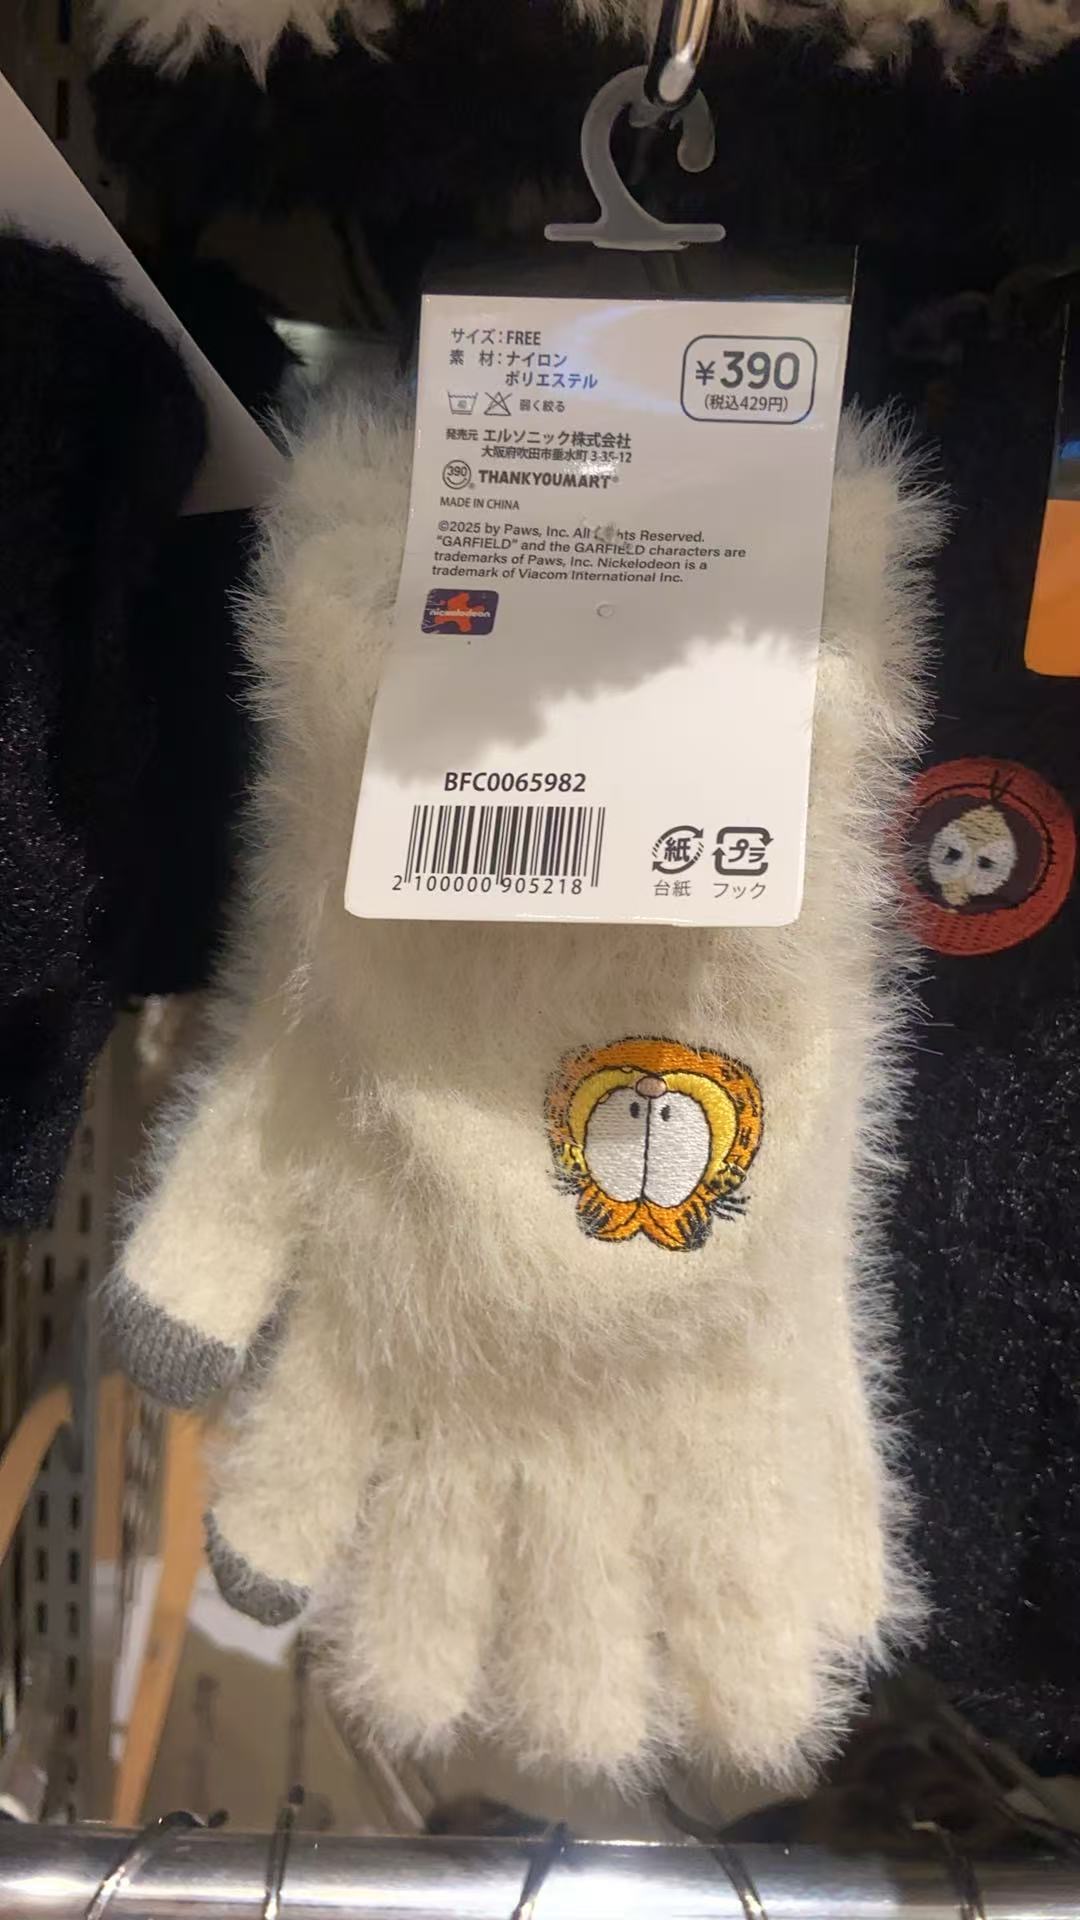 サイズ:FREE
素 材:ナイロン
ポリエステル
¥390
(税込429円)
40
弱く絞る
発売元 エルソニック株式会社
大阪府吹田市垂水町 3-35-12
390 THANKYOUMART®
MADE IN CHINA
©2025 by Paws, Inc. All Rights Reserved.
"GARFIELD" and the GARFIELD characters are
trademarks of Paws, Inc. Nickelodeon is a
trademark of Viacom International Inc.
nickelodeon
BFC0065982
2 100000 905218
紙 プラ
台紙 フック